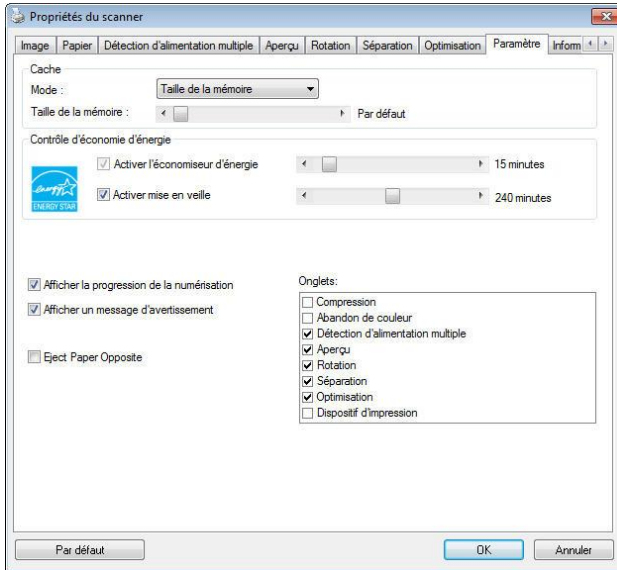 Propriétés du scanner
Image Papier Détection d'alimentation multiple Aperçu Rotation Séparation Optimisation Paramètre Inform
Cache
Mode : Taille de la mémoire
Taille de la mémoire : Par défaut
Contrôle d'économie d'énergie
Activer l'économiseur d'énergie 15 minutes
energy
ENERGY STAR
Activer mise en veille 240 minutes
Afficher la progression de la numérisation
Afficher un message d'avertissement
Eject Paper Opposite
Onglets:
Compression
Abandon de couleur
Détection d'alimentation multiple
Aperçu
Rotation
Séparation
Optimisation
Dispositif d'impression
Par défaut OK Annuler